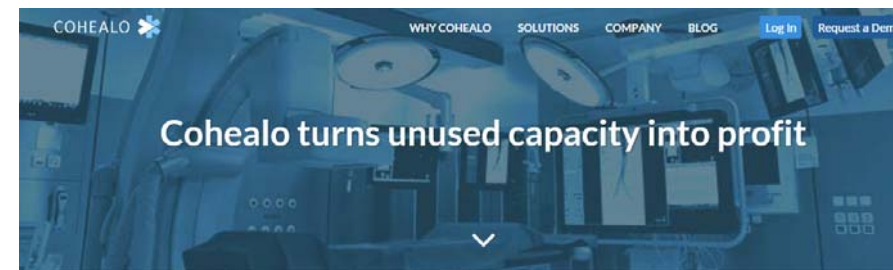 COHEALO WHY COHEALO SOLUTIONS COMPANY BLOG Log In Request a Dem
Cohealo turns unused capacity into profit